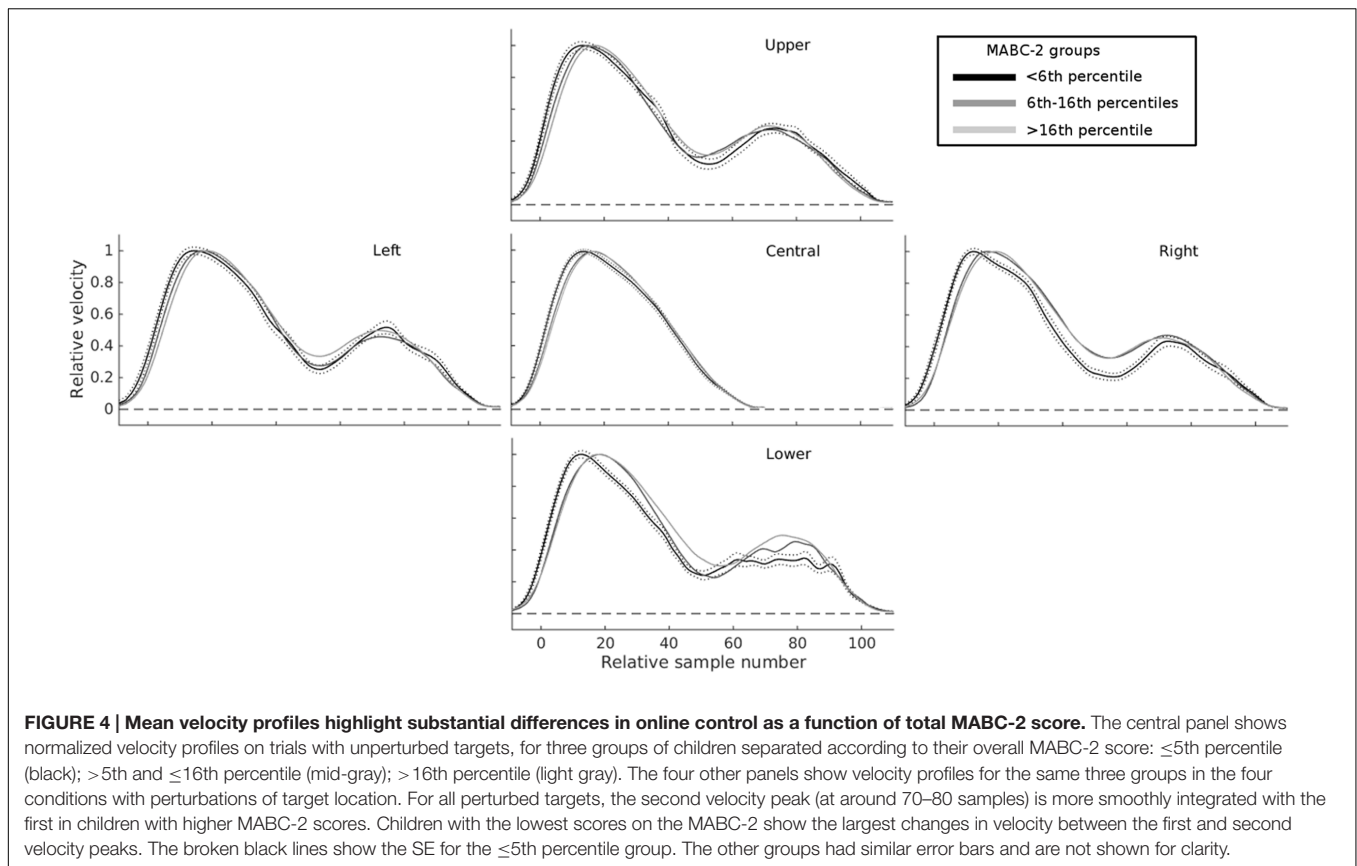 Upper
MABC-2 groups
<6th percentile
6th-16th percentiles
>16th percentile
Left
Central
Right
1
0.8
0.6
0.4
0.2
0
Relative velocity
Lower
0 20 40 60 80 100
Relative sample number
FIGURE 4 | Mean velocity profiles highlight substantial differences in online control as a function of total MABC-2 score. The central panel shows
normalized velocity profiles on trials with unperturbed targets, for three groups of children separated according to their overall MABC-2 score: ≤5th percentile
(black); >5th and ≤16th percentile (mid-gray); >16th percentile (light gray). The four other panels show velocity profiles for the same three groups in the four
conditions with perturbations of target location. For all perturbed targets, the second velocity peak (at around 70–80 samples) is more smoothly integrated with the
first in children with higher MABC-2 scores. Children with the lowest scores on the MABC-2 show the largest changes in velocity between the first and second
velocity peaks. The broken black lines show the SE for the ≤5th percentile group. The other groups had similar error bars and are not shown for clarity.